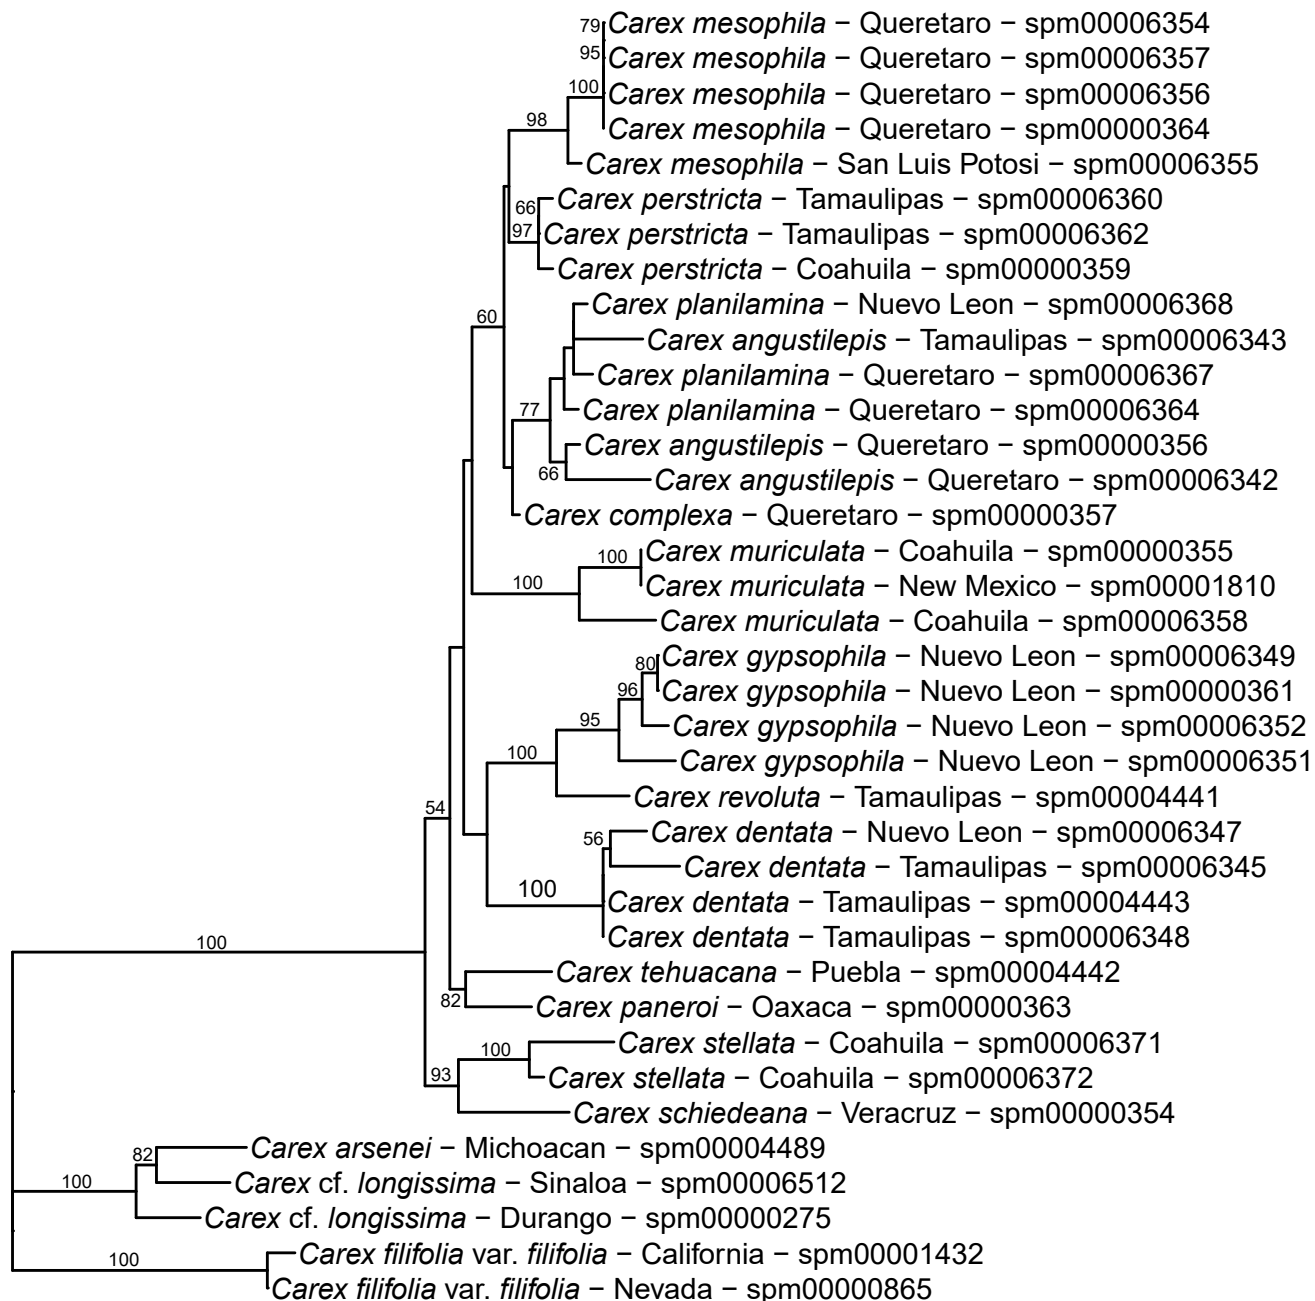 79 Carex mesophila − Queretaro − spm00006354
95 Carex mesophila − Queretaro − spm00006357
100 Carex mesophila − Queretaro − spm00006356
98 Carex mesophila − Queretaro − spm00000364
Carex mesophila − San Luis Potosi − spm00006355
66 Carex perstricta − Tamaulipas − spm00006360
97 Carex perstricta − Tamaulipas − spm00006362
Carex perstricta − Coahuila − spm00000359
60 Carex planilamina − Nuevo Leon − spm00006368
Carex angustilepis − Tamaulipas − spm00006343
Carex planilamina − Queretaro − spm00006367
77 Carex planilamina − Queretaro − spm00006364
Carex angustilepis − Queretaro − spm00000356
66 Carex angustilepis − Queretaro − spm00006342
Carex complexa − Queretaro − spm00000357
100 Carex muriculata − Coahuila − spm00000355
100 Carex muriculata − New Mexico − spm00001810
Carex muriculata − Coahuila − spm00006358
80 Carex gypsophila − Nuevo Leon − spm00006349
96 Carex gypsophila − Nuevo Leon − spm00000361
95 Carex gypsophila − Nuevo Leon − spm00006352
100 Carex gypsophila − Nuevo Leon − spm00006351
Carex revoluta − Tamaulipas − spm00004441
54 56 Carex dentata − Nuevo Leon − spm00006347
Carex dentata − Tamaulipas − spm00006345
100 Carex dentata − Tamaulipas − spm00004443
100 Carex dentata − Tamaulipas − spm00006348
Carex tehuacana − Puebla − spm00004442
82 Carex paneroi − Oaxaca − spm00000363
100 Carex stellata − Coahuila − spm00006371
93 Carex stellata − Coahuila − spm00006372
Carex schiedeana − Veracruz − spm00000354
82 Carex arsenei − Michoacan − spm00004489
100 Carex cf. longissima − Sinaloa − spm00006512
Carex cf. longissima − Durango − spm00000275
100 Carex filifolia var. filifolia − California − spm00001432
Carex filifolia var. filifolia − Nevada − spm00000865